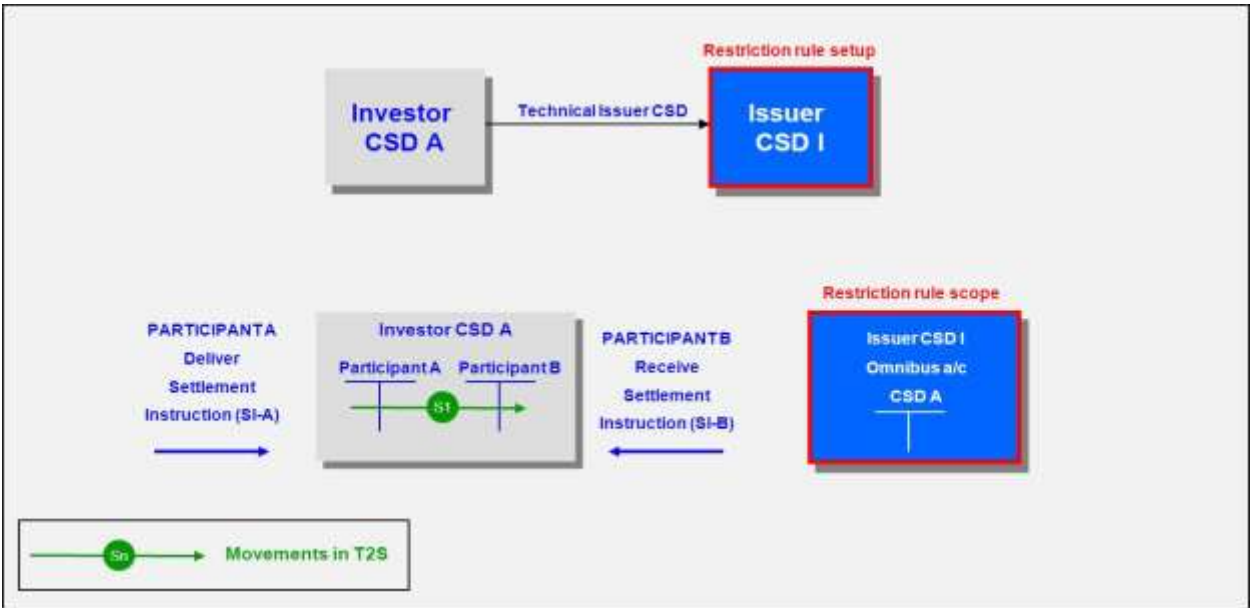 Restriction rule setup
Investor
CSD A
Technical Issuer CSD
Issuer
CSD I
Restriction rule scope
PARTICIPANT A
Deliver
Settlement
Instruction (SI-A)
Investor CSD A
Participant A
Participant B
S1
PARTICIPANT B
Receive
Settlement
Instruction (SI-B)
Issuer CSD I
Omnibus a/c
CSD A
Sn
Movements in T2S